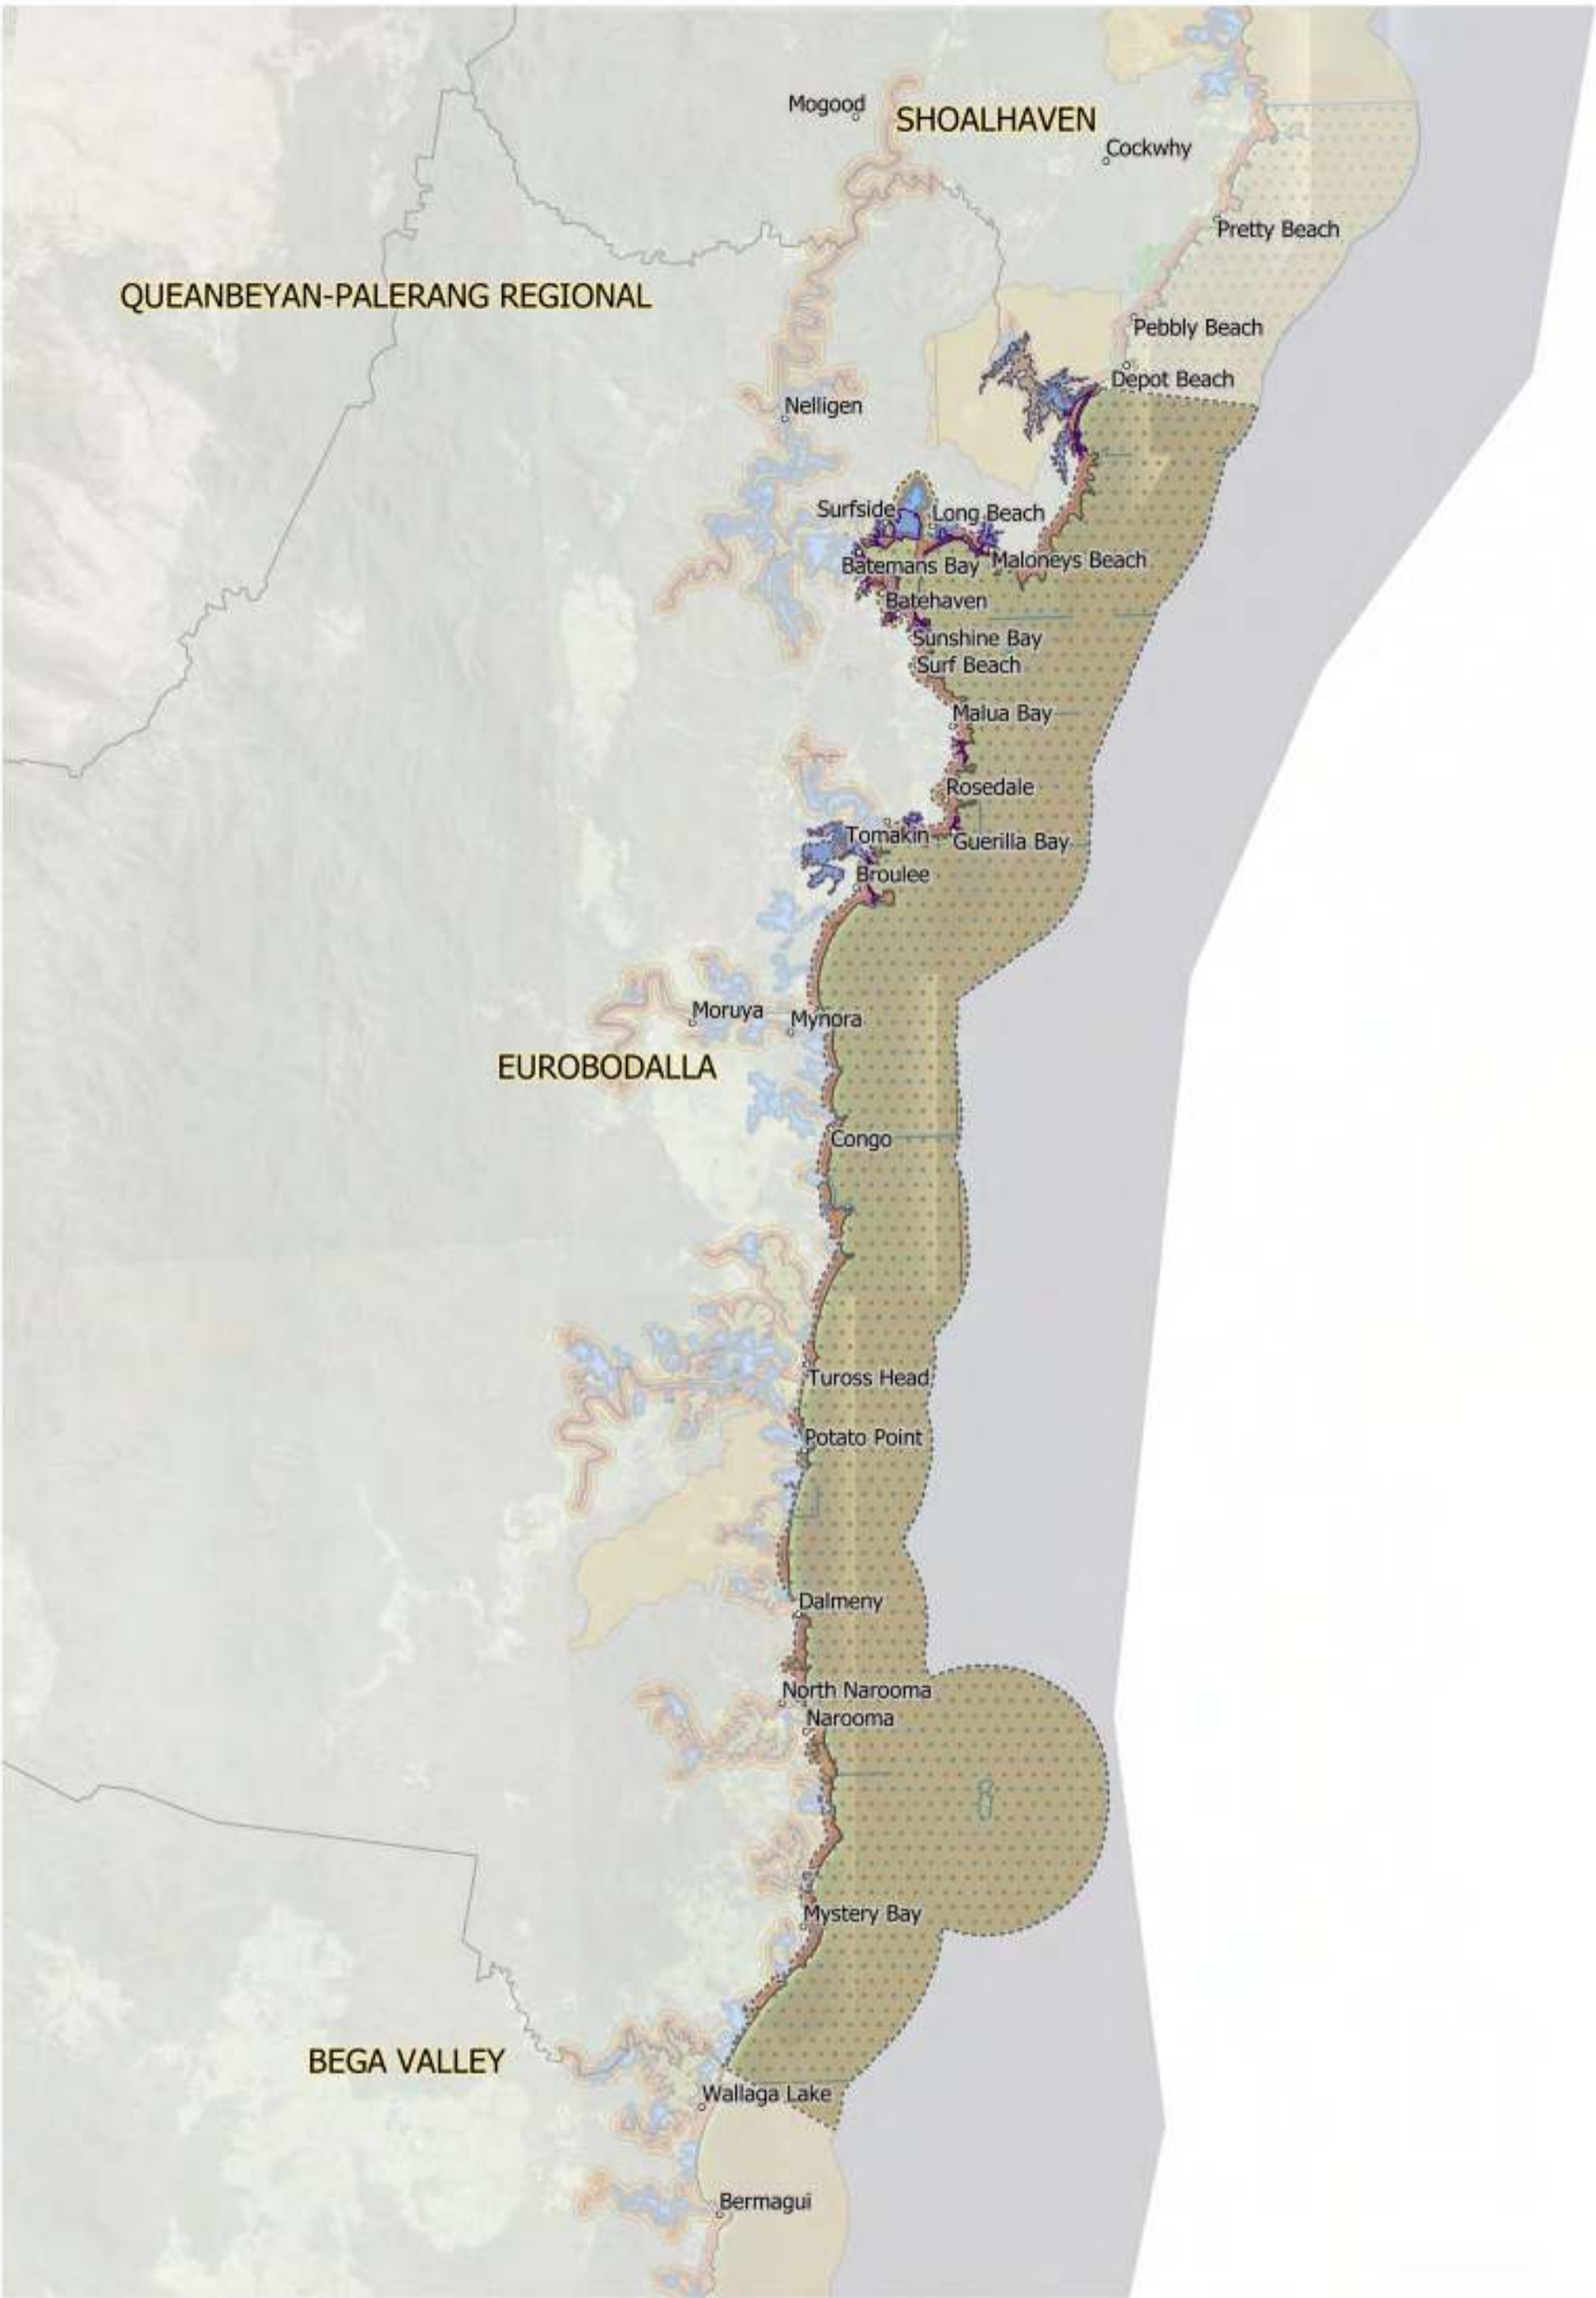 Mogood
SHOALHAVEN
Cockwhy
Pretty Beach
QUEANBEYAN-PALERANG REGIONAL
Pebbly Beach
Depot Beach
Nelligen
Surfside
Long Beach
Batemans Bay
Maloneys Beach
Batehaven
Sunshine Bay
Surf Beach
Malua Bay
Rosedale
Tomakin
Guerilla Bay
Broulee
Moruya
Mynora
EUROBODALLA
Congo
Tuross Head
Potato Point
Dalmeny
North Narooma
Narooma
Mystery Bay
BEGA VALLEY
Wallaga Lake
Bermagui